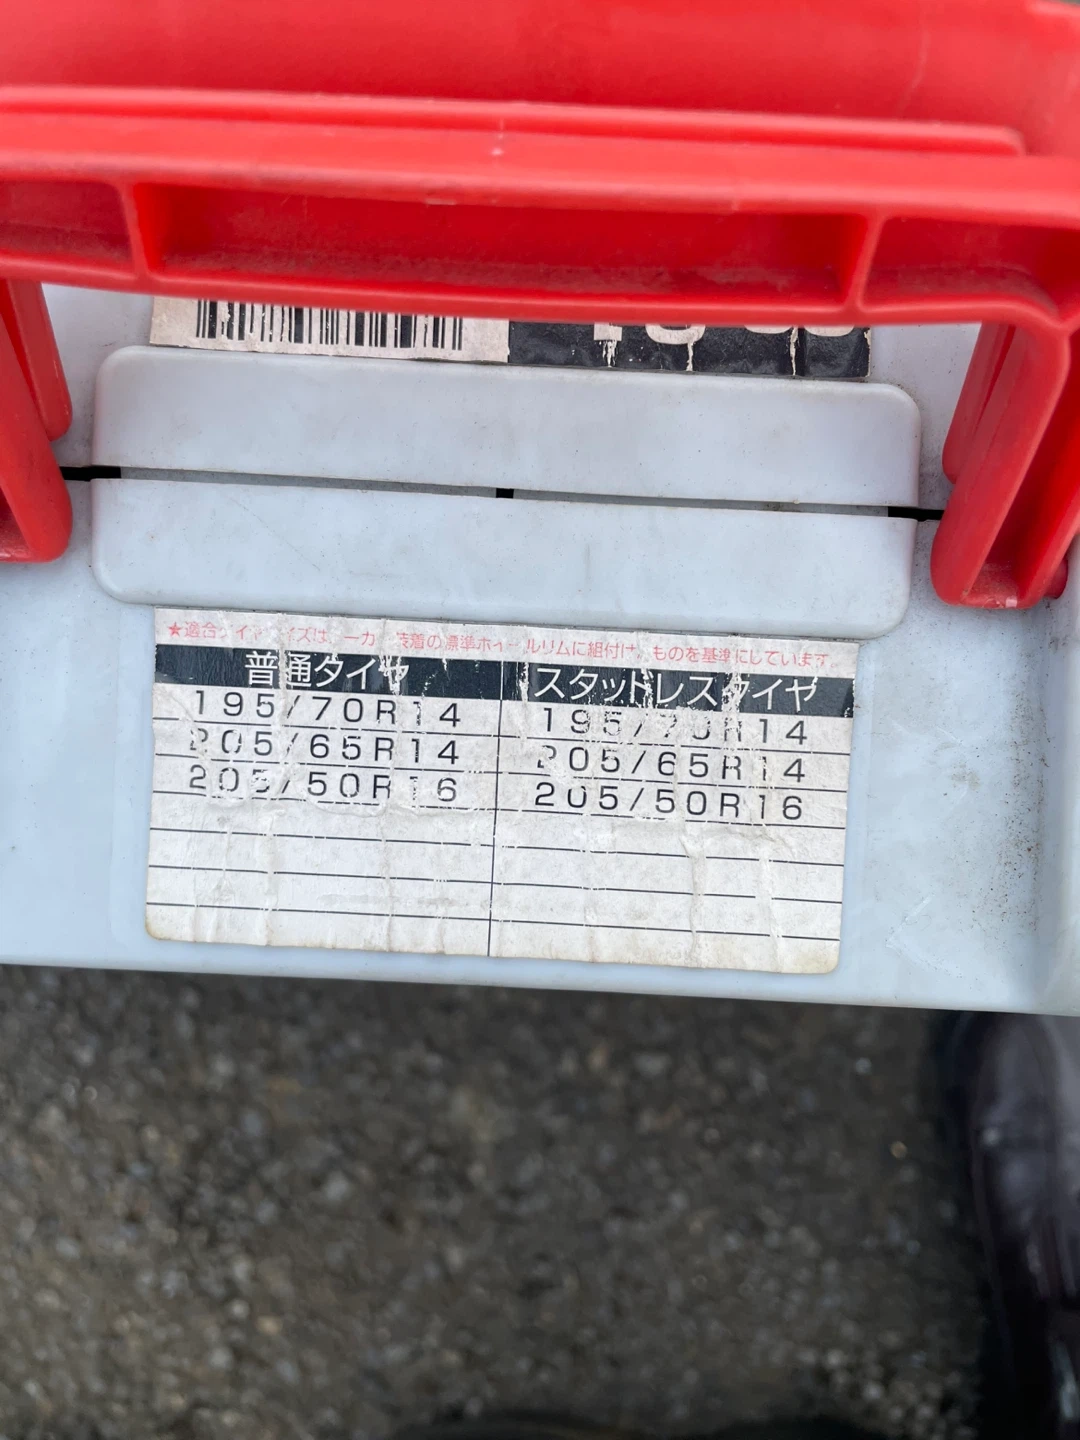 ★適合タイヤサイズは、メーカー装着の標準ホイールリムに組付けたものを基準にしています。
普通タイヤ スタッドレスタイヤ
195/70R14 195/70R14
205/65R14 205/65R14
205/50R16 205/50R16